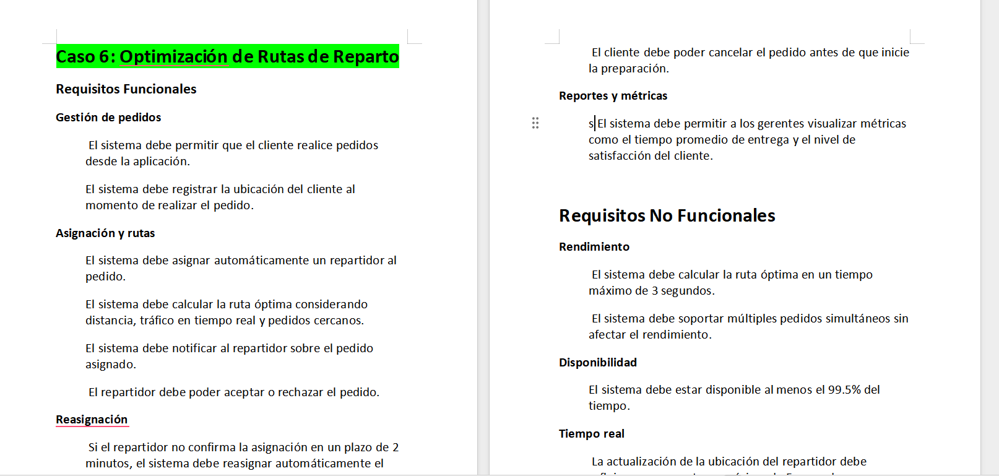 Caso 6: Optimización de Rutas de Reparto
Requisitos Funcionales
Gestión de pedidos
El sistema debe permitir que el cliente realice pedidos
desde la aplicación.
El sistema debe registrar la ubicación del cliente al
momento de realizar el pedido.
Asignación y rutas
El sistema debe asignar automáticamente un repartidor al
pedido.
El sistema debe calcular la ruta óptima considerando
distancia, tráfico en tiempo real y pedidos cercanos.
El sistema debe notificar al repartidor sobre el pedido
asignado.
El repartidor debe poder aceptar o rechazar el pedido.
Reasignación
Si el repartidor no confirma la asignación en un plazo de 2
minutos, el sistema debe reasignar automáticamente el
El cliente debe poder cancelar el pedido antes de que inicie
la preparación.
Reportes y métricas
s El sistema debe permitir a los gerentes visualizar métricas
como el tiempo promedio de entrega y el nivel de
satisfacción del cliente.
Requisitos No Funcionales
Rendimiento
El sistema debe calcular la ruta óptima en un tiempo
máximo de 3 segundos.
El sistema debe soportar múltiples pedidos simultáneos sin
afectar el rendimiento.
Disponibilidad
El sistema debe estar disponible al menos el 99.5% del
tiempo.
Tiempo real
La actualización de la ubicación del repartidor debe